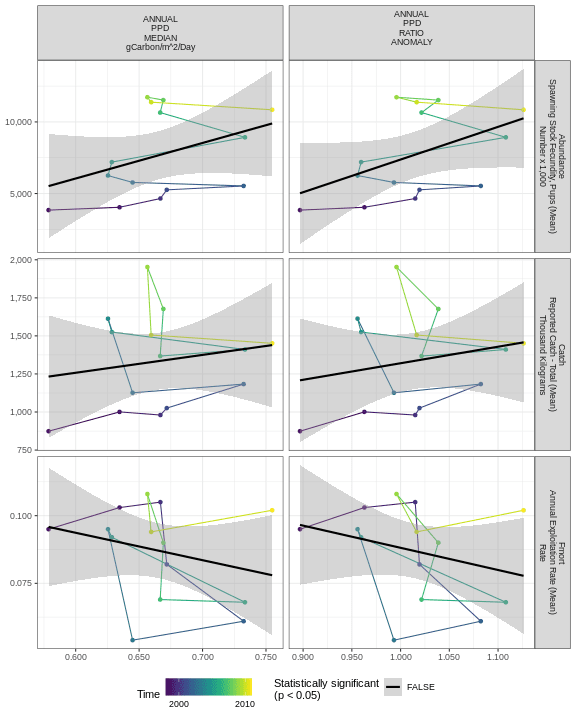 ANNUAL
PPD
MEDIAN
gCarbon/m^2/Day
ANNUAL
PPD
RATIO
ANOMALY
10,000
5,000
Abundance
Spawning Stock Fecundity, Pups (Mean)
Number x 1,000
2,000
1,750
1,500
1,250
1,000
750
Catch
Reported Catch - Total (Mean)
Thousand Kilograms
0.100
0.075
Fmort
Annual Exploitation Rate (Mean)
Rate
0.600
0.650
0.700
0.750
0.900
0.950
1.000
1.050
1.100
Time
2000
2010
Statistically significant
(p < 0.05)
FALSE